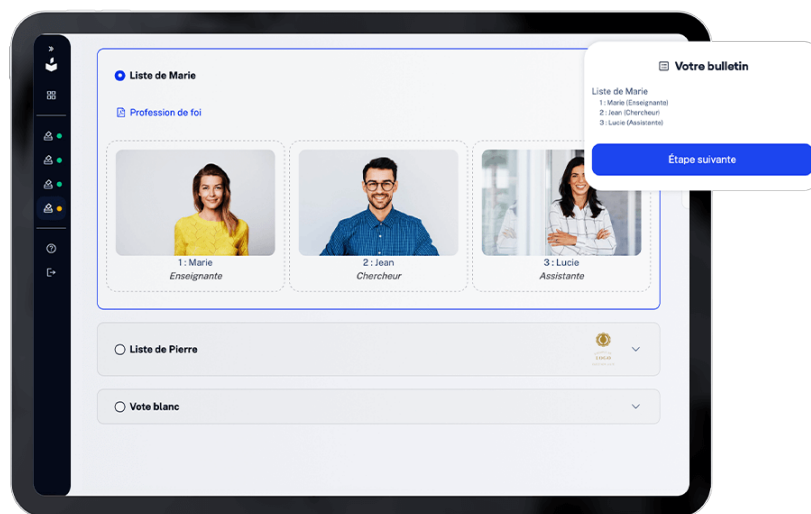 Liste de Marie
Profession de foi
1 : Marie
Enseignante
2 : Jean
Chercheur
3 : Lucie
Assistante
Liste de Pierre
Vote blanc
Votre bulletin
Liste de Marie
1 : Marie (Enseignante)
2 : Jean (Chercheur)
3 : Lucie (Assistante)
Étape suivante